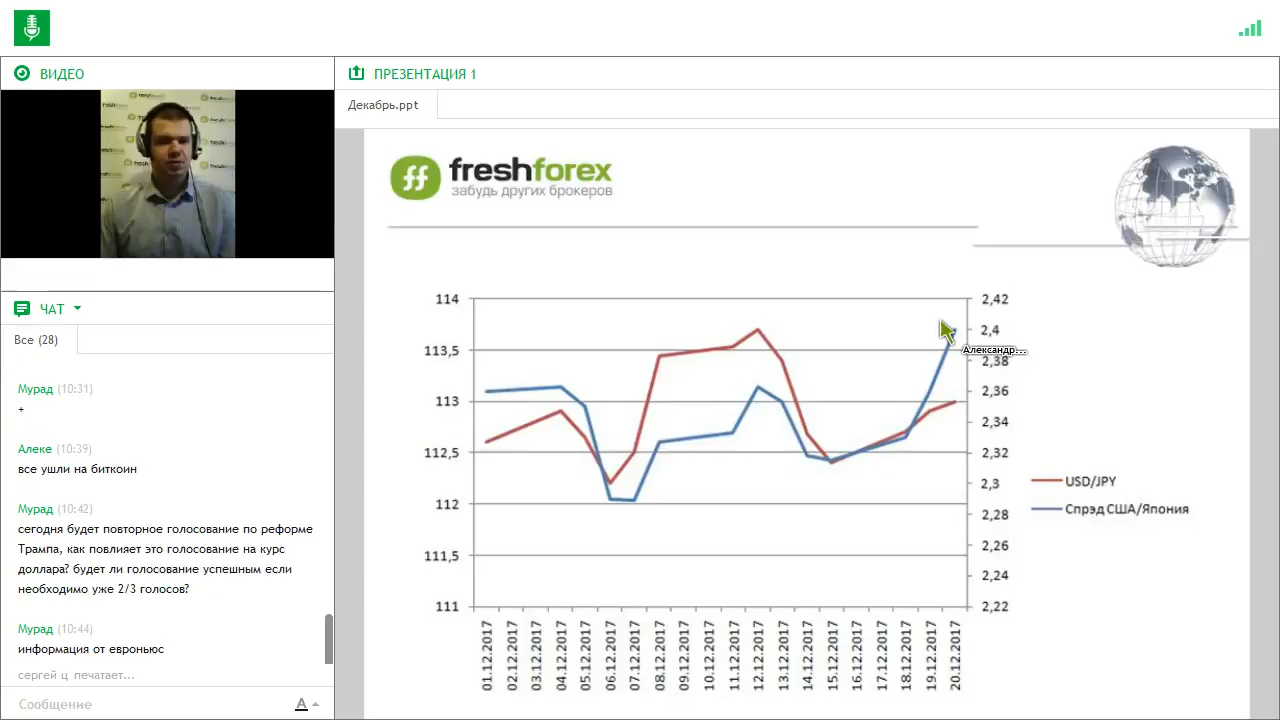 ВИДЕО
ПРЕЗЕНТАЦИЯ 1
Декабрь.ppt
freshforex
забудь других брокеров
ЧАТ
Все (28)
Мурад (10:31)
+
Алеке (10:39)
все ушли на биткоин
Мурад (10:42)
сегодня будет повторное голосование по реформе
Трампа, как повлияет это голосование на курс
доллара? будет ли голосование успешным если
необходимо уже 2/3 голосов?
Мурад (10:44)
информация от евроньюс
сергей ц печатает...
Сообщение
A
114
113,5
113
112,5
112
111,5
111
2,42
2,4
2,38
2,36
2,34
2,32
2,3
2,28
2,26
2,24
2,22
Александр...
USD/JPY
Спрэд США/Япония
01.12.2017
02.12.2017
03.12.2017
04.12.2017
05.12.2017
06.12.2017
07.12.2017
08.12.2017
09.12.2017
10.12.2017
11.12.2017
12.12.2017
13.12.2017
14.12.2017
15.12.2017
16.12.2017
17.12.2017
18.12.2017
19.12.2017
20.12.2017